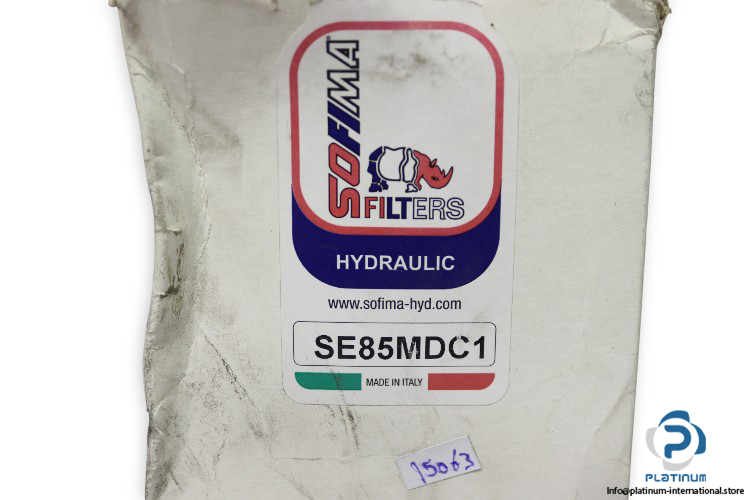 SOFIMA
FILTERS
HYDRAULIC
www.sofima-hyd.com
SE85MDC1
MADE IN ITALY
15063
PLATINUM
Info@platinum-international.store